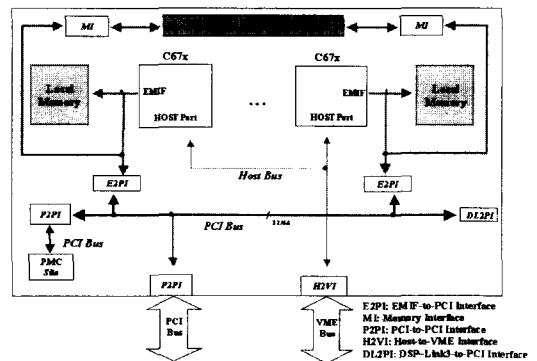 MI
MI
C67x
C67x
Local
Memory
EMIF
HOST Port
...
EMIF
HOST Port
Local
Memory
Host Bus
E2PI
E2PI
P2PI
PCI Bus
32/64
DL2PI
PCI Bus
PMC
Site
P2PI
H2VI
PCI
Bus
VME
Bus
E2PI: EMIF-to-PCI Interface
MI: Memory Interface
P2PI: PCI-to-PCI Interface
H2VI: Host-to-VME Interface
DL2PI: DSP-Link3-to-PCI Interface